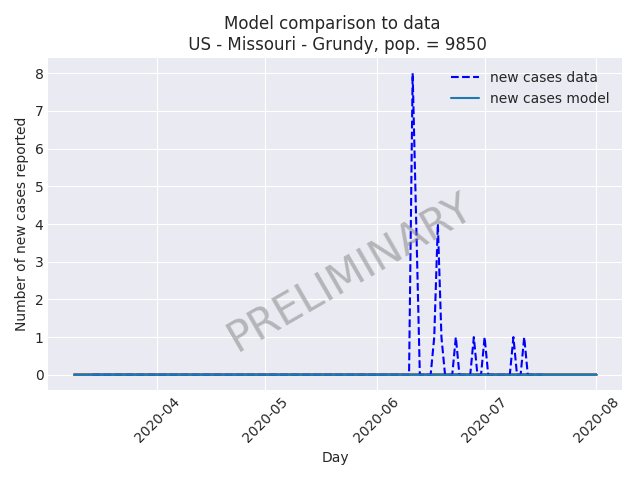 Model comparison to data
US - Missouri - Grundy, pop. = 9850
new cases data
new cases model
Number of new cases reported
8
7
6
5
4
3
2
1
0
PRELIMINARY
2020-04
2020-05
2020-06
2020-07
2020-08
Day